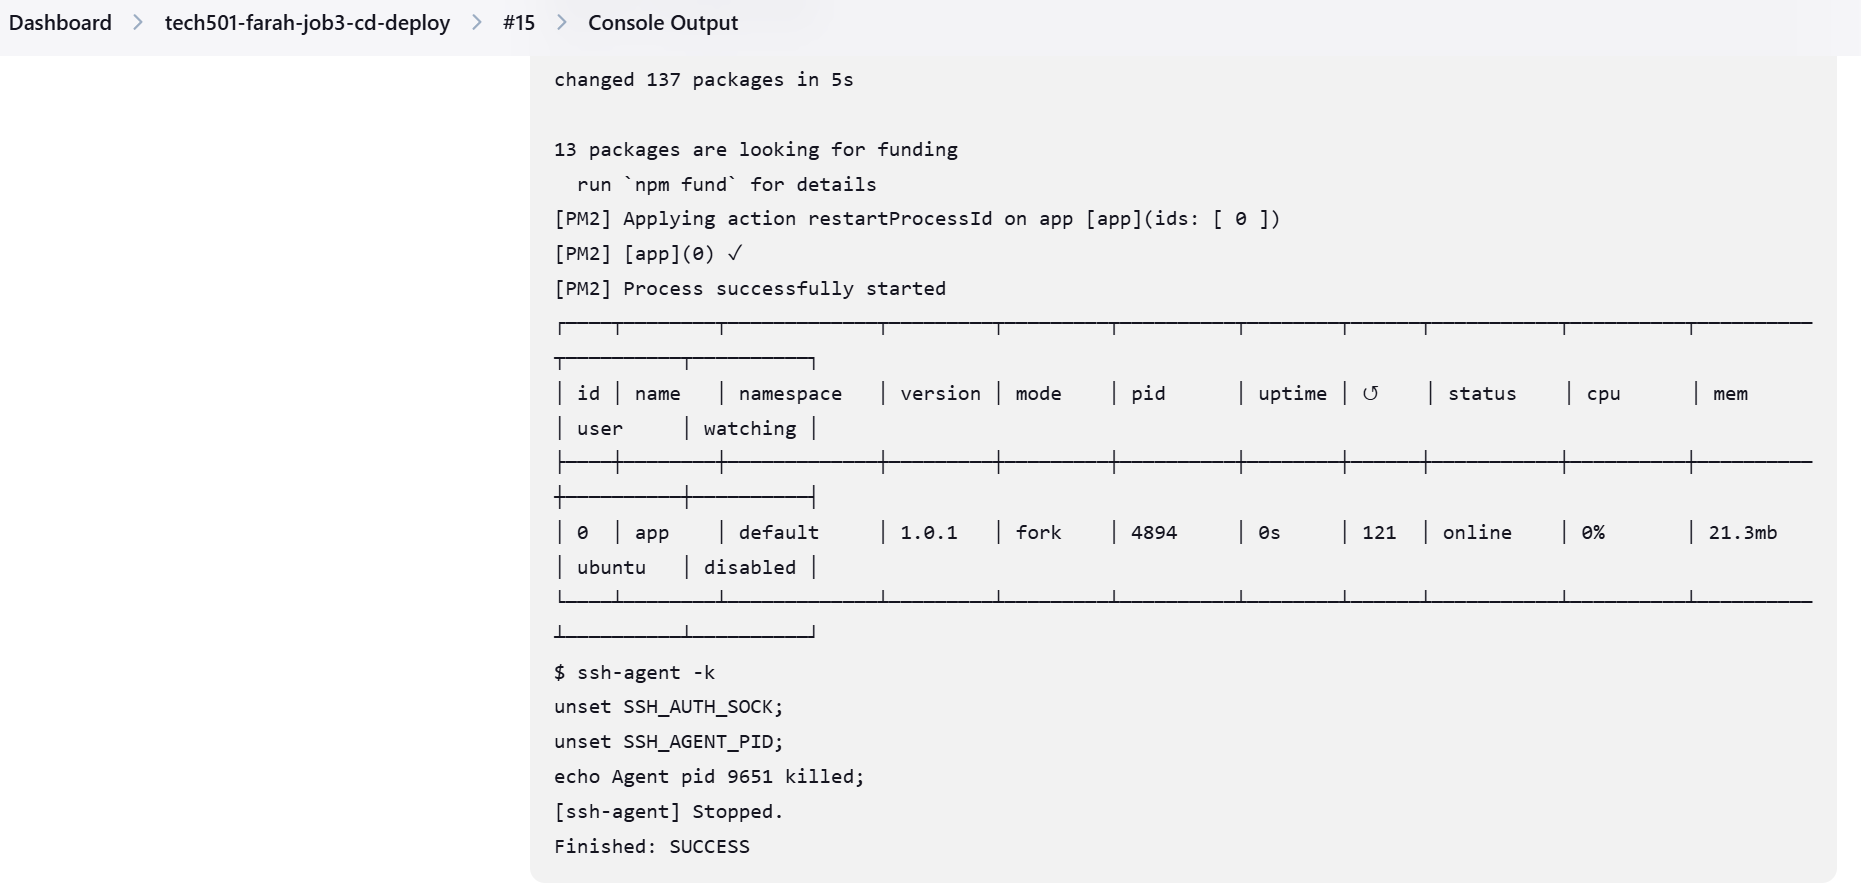 Dashboard > tech501-farah-job3-cd-deploy > #15 > Console Output
changed 137 packages in 5s
13 packages are looking for funding
run `npm fund` for details
[PM2] Applying action restartProcessId on app [app](ids: [ 0 ])
[PM2] [app](0) ✓
[PM2] Process successfully started
┌────┬────────┬─────────────┬─────────┬─────────┬──────────┬────────┬──────┬───────────┬──────────┬──────────
┬──────────┬──────────┐
│ id │ name   │ namespace   │ version │ mode    │ pid      │ uptime │ ↺    │ status    │ cpu      │ mem
│ user     │ watching │
├────┼────────┼─────────────┼─────────┼─────────┼──────────┼────────┼──────┼───────────┼──────────┼──────────
┼──────────┼──────────┤
│ 0  │ app    │ default     │ 1.0.1   │ fork    │ 4894     │ 0s     │ 121  │ online    │ 0%       │ 21.3mb
│ ubuntu   │ disabled │
└────┴────────┴─────────────┴─────────┴─────────┴──────────┴────────┴──────┴───────────┴──────────┴──────────
┴──────────┴──────────┘
$ ssh-agent -k
unset SSH_AUTH_SOCK;
unset SSH_AGENT_PID;
echo Agent pid 9651 killed;
[ssh-agent] Stopped.
Finished: SUCCESS